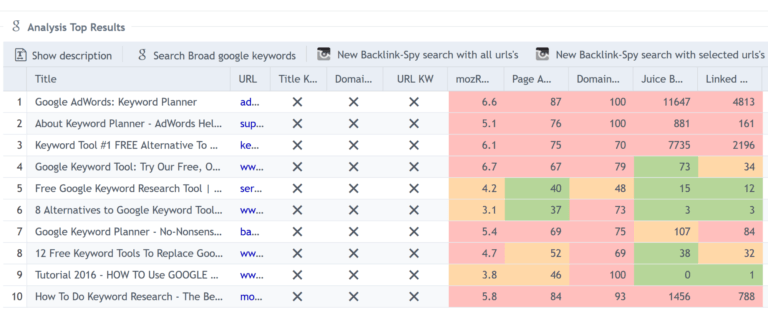 Analysis Top Results
Show description Search Broad google keywords New Backlink-Spy search with all urls's New Backlink-Spy search with selected urls's
Title URL Title K... Domai... URL KW mozR... Page A... Domain... Juice B... Linked ...
1 Google AdWords: Keyword Planner ad... 6.6 87 100 11647 4813
2 About Keyword Planner - AdWords Hel... sup... 5.1 76 100 881 161
3 Keyword Tool #1 FREE Alternative To ... ke... 6.1 75 70 7735 2196
4 Google Keyword Tool: Try Our Free, O... ww... 6.7 67 79 73 34
5 Free Google Keyword Research Tool | ... ser... 4.2 40 48 15 12
6 8 Alternatives to Google Keyword Tool... ww... 3.1 37 73 3 3
7 Google Keyword Planner - No-Nonsens... ba... 5.4 69 75 107 84
8 12 Free Keyword Tools To Replace Goo... ww... 4.7 52 69 38 32
9 Tutorial 2016 - HOW TO Use GOOGLE ... ww... 3.8 46 100 0 1
10 How To Do Keyword Research - The Be... mo... 5.8 84 93 1456 788